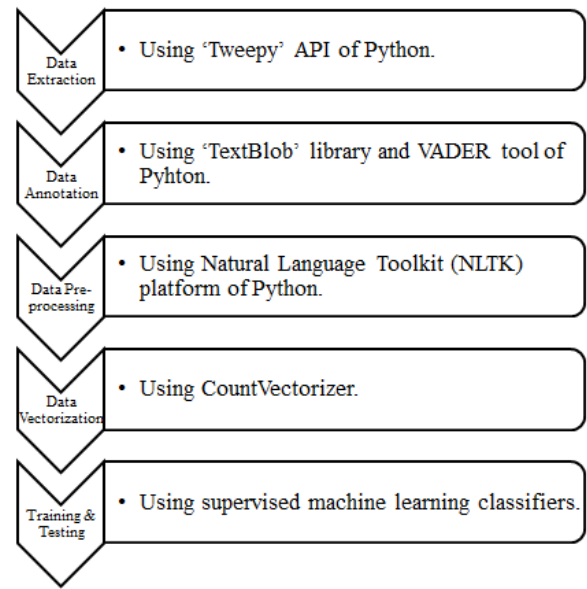 Data
Extraction
• Using ‘Tweepy’ API of Python.
Data
Annotation
• Using ‘TextBlob’ library and VADER tool of
Pyhton.
Data Pre-
processing
• Using Natural Language Toolkit (NLTK)
platform of Python.
Data
Vectorization
• Using CountVectorizer.
Training &
Testing
• Using supervised machine learning classifiers.